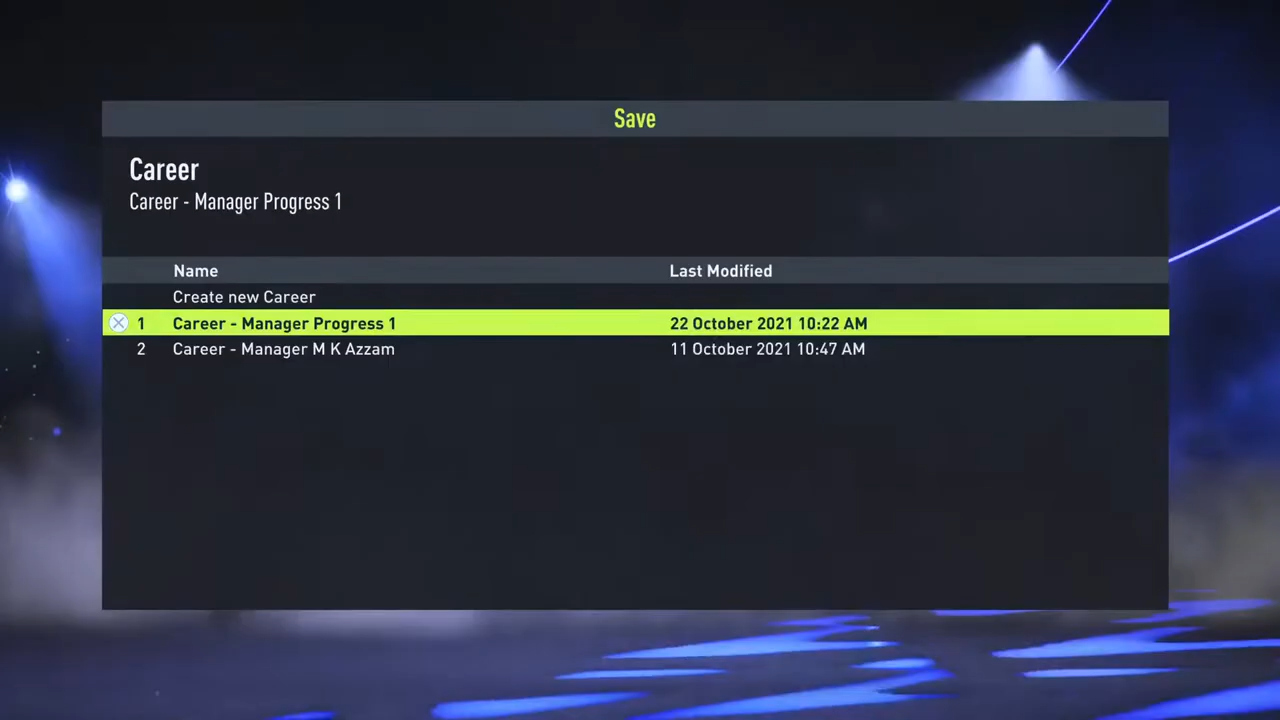 Save
Career
Career - Manager Progress 1
Name Last Modified
Create new Career
1 Career - Manager Progress 1 22 October 2021 10:22 AM
2 Career - Manager M K Azzam 11 October 2021 10:47 AM